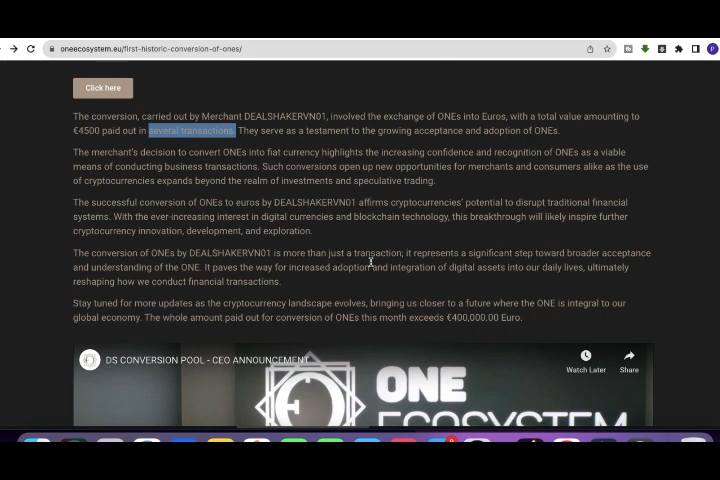 oneecosystem.eu/first-historic-conversion-of-ones/
P
Click here
The conversion, carried out by Merchant DEALSHAKERVN01, involved the exchange of ONEs into Euros, with a total value amounting to
€4500 paid out in several transactions. They serve as a testament to the growing acceptance and adoption of ONEs.
The merchant's decision to convert ONEs into fiat currency highlights the increasing confidence and recognition of ONEs as a viable
means of conducting business transactions. Such conversions open up new opportunities for merchants and consumers alike as the use
of cryptocurrencies expands beyond the realm of investments and speculative trading.
The successful conversion of ONEs to euros by DEALSHAKERVN01 affirms cryptocurrencies' potential to disrupt traditional financial
systems. With the ever-increasing interest in digital currencies and blockchain technology, this breakthrough will likely inspire further
cryptocurrency innovation, development, and exploration.
The conversion of ONEs by DEALSHAKERVN01 is more than just a transaction; it represents a significant step toward broader acceptance
and understanding of the ONE. It paves the way for increased adoption and integration of digital assets into our daily lives, ultimately
reshaping how we conduct financial transactions.
Stay tuned for more updates as the cryptocurrency landscape evolves, bringing us closer to a future where the ONE is integral to our
global economy. The whole amount paid out for conversion of ONEs this month exceeds €400,000.00 Euro.
DS CONVERSION POOL - CEO ANNOUNCEMENT
Watch Later
Share
ONE
ECOSYSTEM